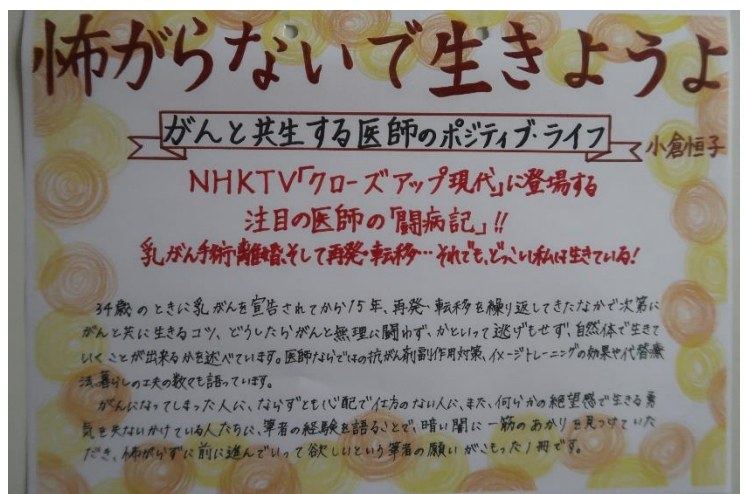 怖がらないで生きようよ
がんと共生する医師のポジティブ・ライフ
小倉恒子
NHKTV「クローズアップ現代」に登場する
注目の医師の「闘病記」!!
乳がん手術・離婚、そして再発・転移…それでも、どっこい私は生きている!
34歳のときに乳がんを宣告されてから15年、再発・転移を繰り返してきたなかで次第に
がんと共に生きるコツ、どうしたらがんと無理に闘わず、かといって逃げもせず、自然体で生きて
いくことが出来るかを述べています。医師ならではの抗がん剤副作用対策、イメージトレーニングの効果や代替療
法、暮らしの工夫の数々も語っています。
がんになってしまった人に、ならずとも心配で仕方のない人に、また、何らかの絶望感で生きる勇
気を失ないかけている人たちに、筆者の経験を語ることで、暗い闇に一筋のあかりを見つけていた
だき、怖がらずに前に進んでいって欲しいという筆者の願いがこもった1冊です。